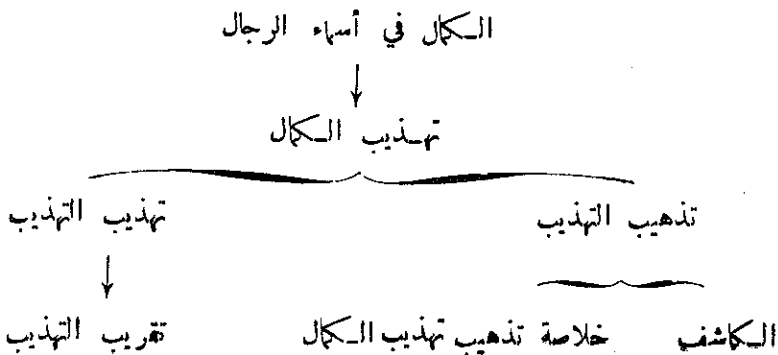 الكمال في أسماء الرجال
تهذيب الكمال
تذهيب التهذيب تهذيب التهذيب
الكاشف خلاصة تذهيب تهذيب الكمال تقريب التهذيب